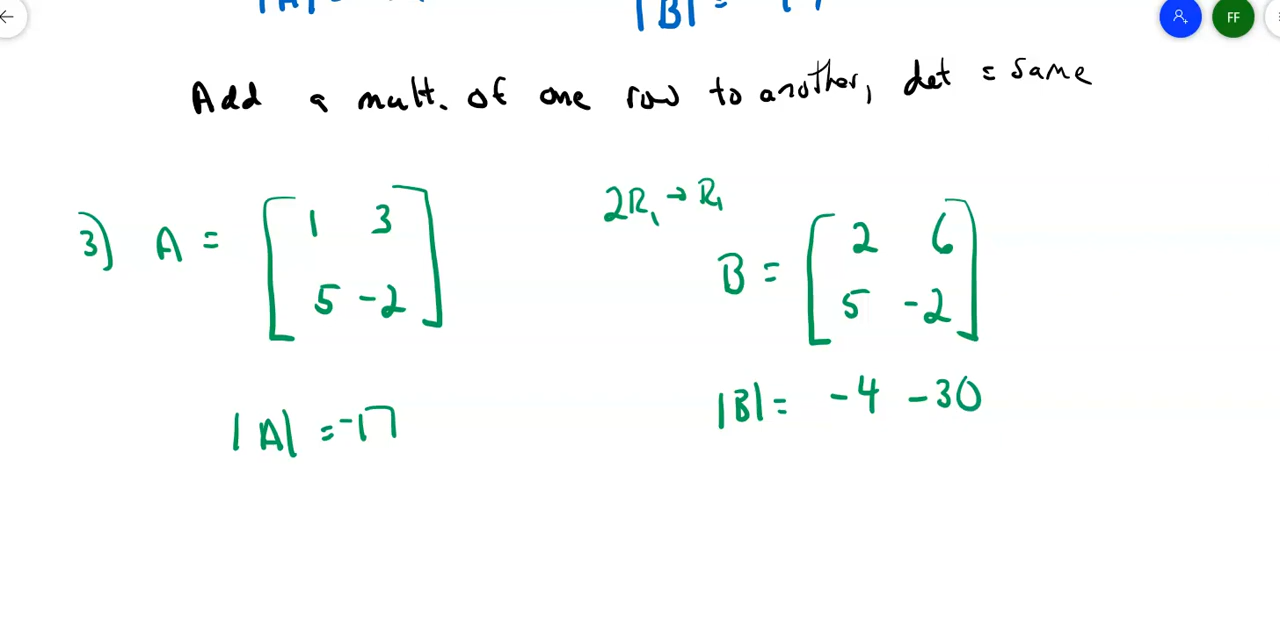 FF
Add a mult. of one row to another, det = same
3) A = [1 3
5 -2]
2R₁ → R₁
B = [2 6
5 -2]
|A| = -17
|B| = -4 -30